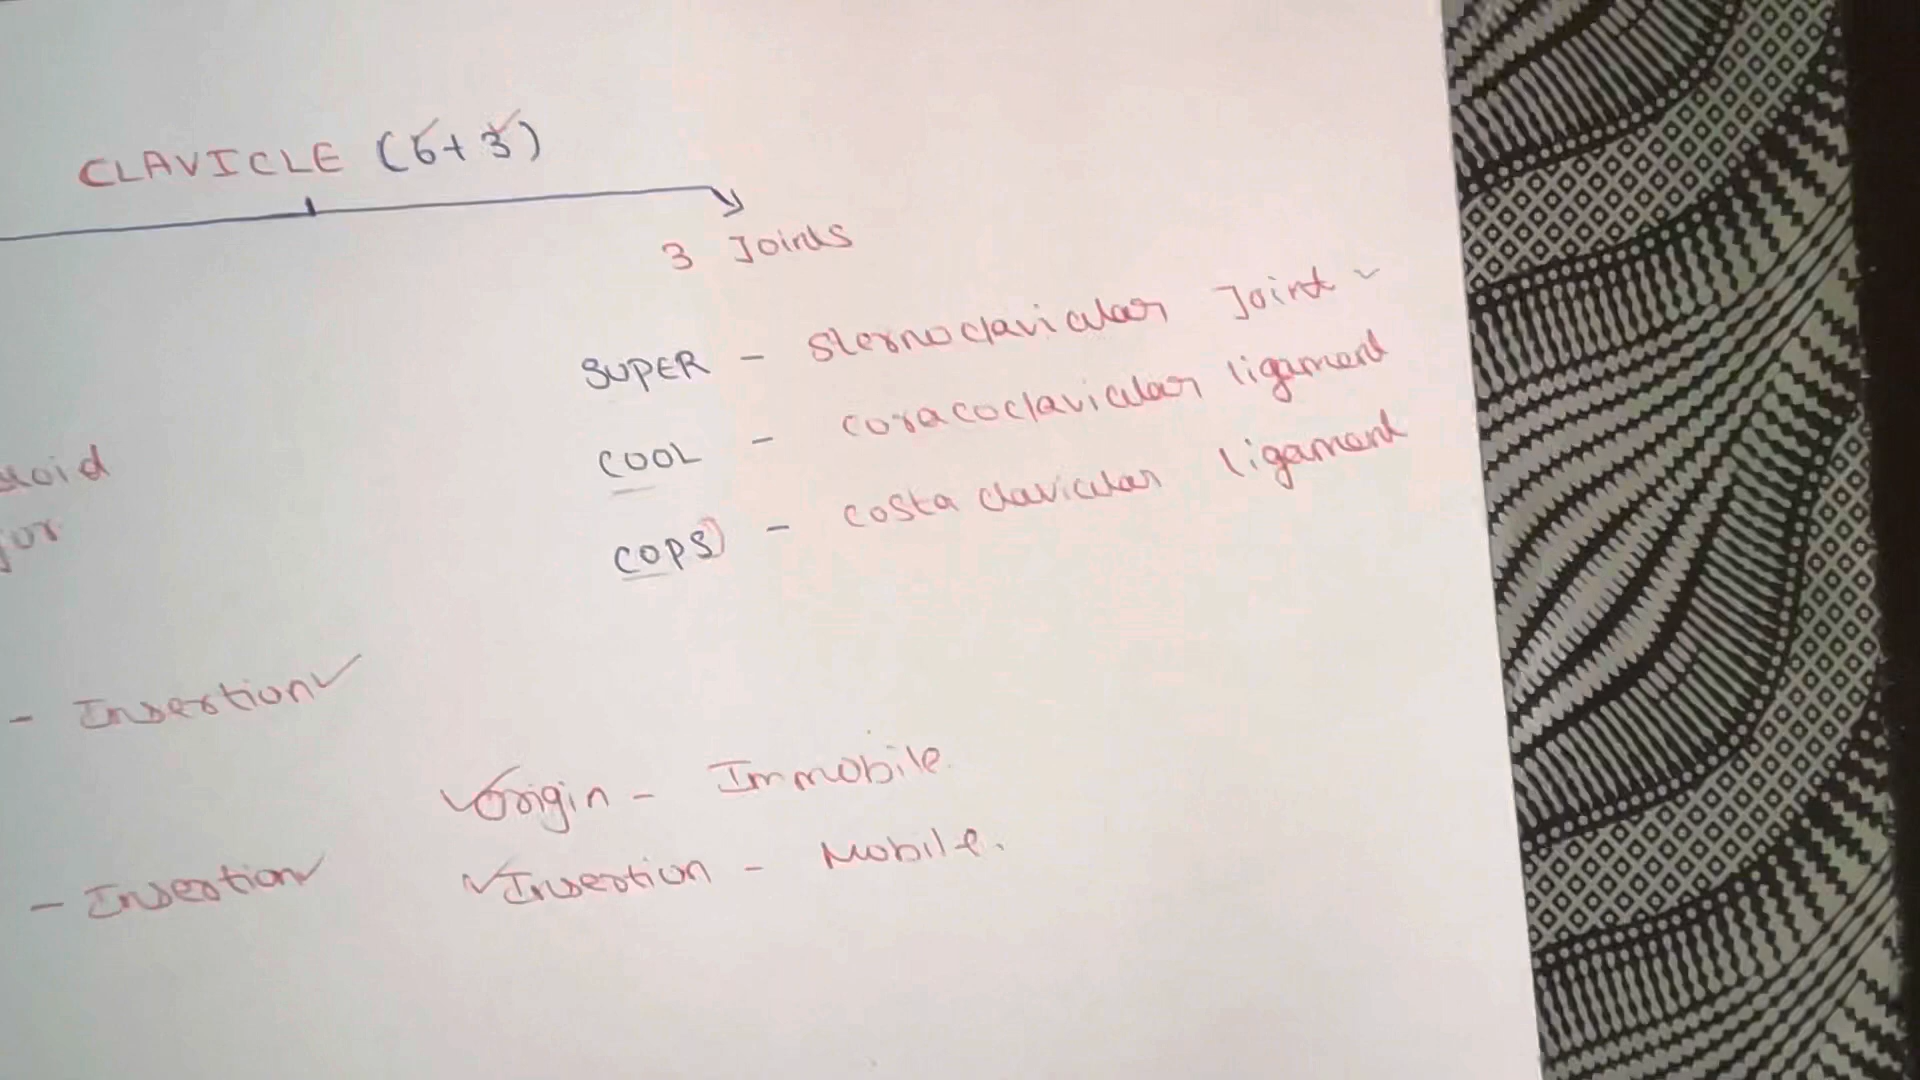 CLAVICLE (6+3)
3 Joints
SUPER - sternoclavicular Joint
COOL - coracoclavicular ligament
COPS) - costa clavicular ligament
- Insertion
Origin - Immobile.
- Insertion
Insertion - Mobile.